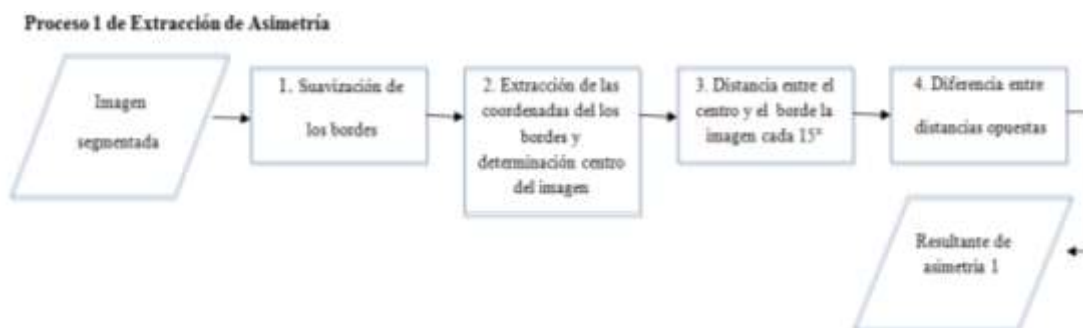 Proceso 1 de Extracción de Asimetría
Imagen
segmentada
1. Suavización de
los bordes
2. Extracción de las
coordenadas del los
bordes y
determinación centro
del imagen
3. Distancia entre el
centro y el borde la
imagen cada 15°
4. Diferencia entre
distancias opuestas
Resultante de
asimetría 1